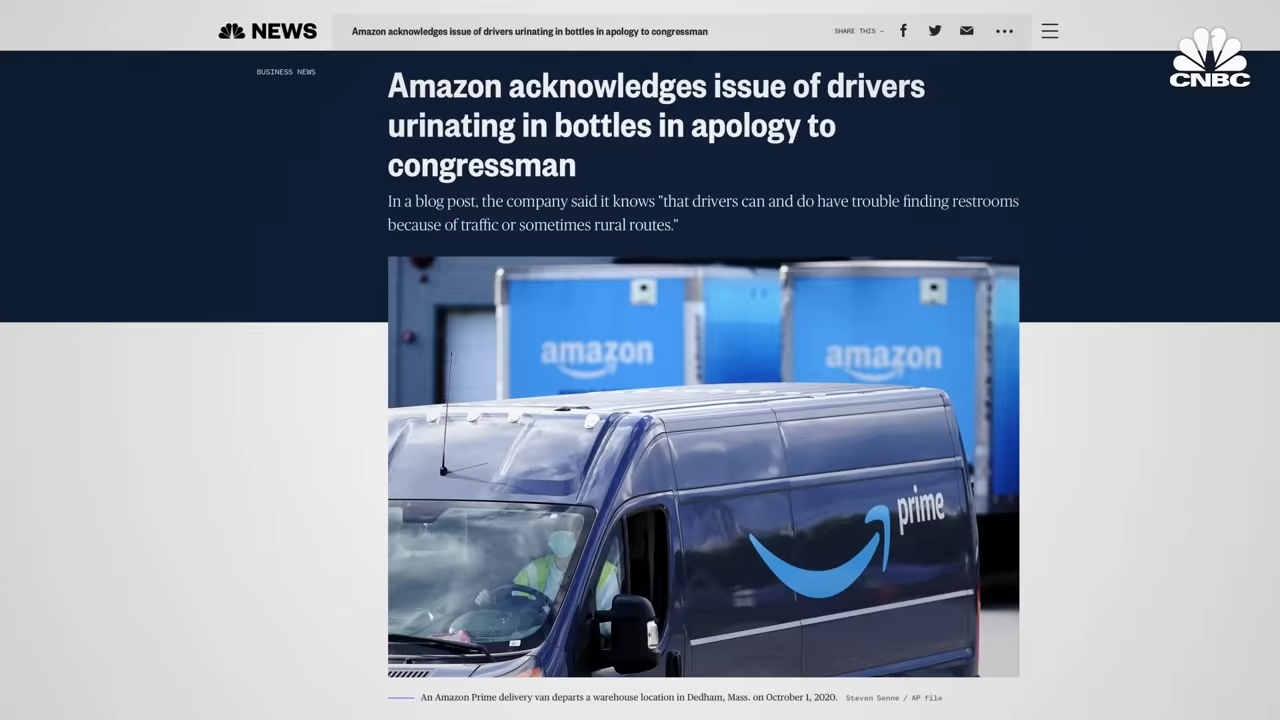 NEWS
Amazon acknowledges issue of drivers urinating in bottles in apology to congressman
SHARE THIS —
CNBC
BUSINESS NEWS
Amazon acknowledges issue of drivers
urinating in bottles in apology to
congressman
In a blog post, the company said it knows "that drivers can and do have trouble finding restrooms
because of traffic or sometimes rural routes."
amazon
amazon
prime
An Amazon Prime delivery van departs a warehouse location in Dedham, Mass. on Octrober 1, 2020. Steven Senne / AP file